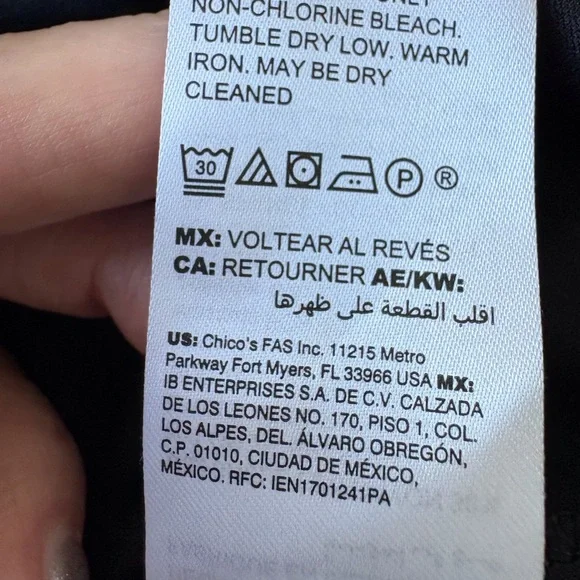 NON-CHLORINE BLEACH.
TUMBLE DRY LOW. WARM
IRON. MAY BE DRY
CLEANED
30 P ®
MX: VOLTEAR AL REVÉS
CA: RETOURNER AE/KW:
اقلب القطعة على ظهرها
US: Chico's FAS Inc. 11215 Metro
Parkway Fort Myers, FL 33966 USA MX:
IB ENTERPRISES S.A. DE C.V. CALZADA
DE LOS LEONES NO. 170, PISO 1, COL.
LOS ALPES, DEL. ÁLVARO OBREGÓN,
C.P. 01010, CIUDAD DE MÉXICO,
MÉXICO. RFC: IEN1701241PA